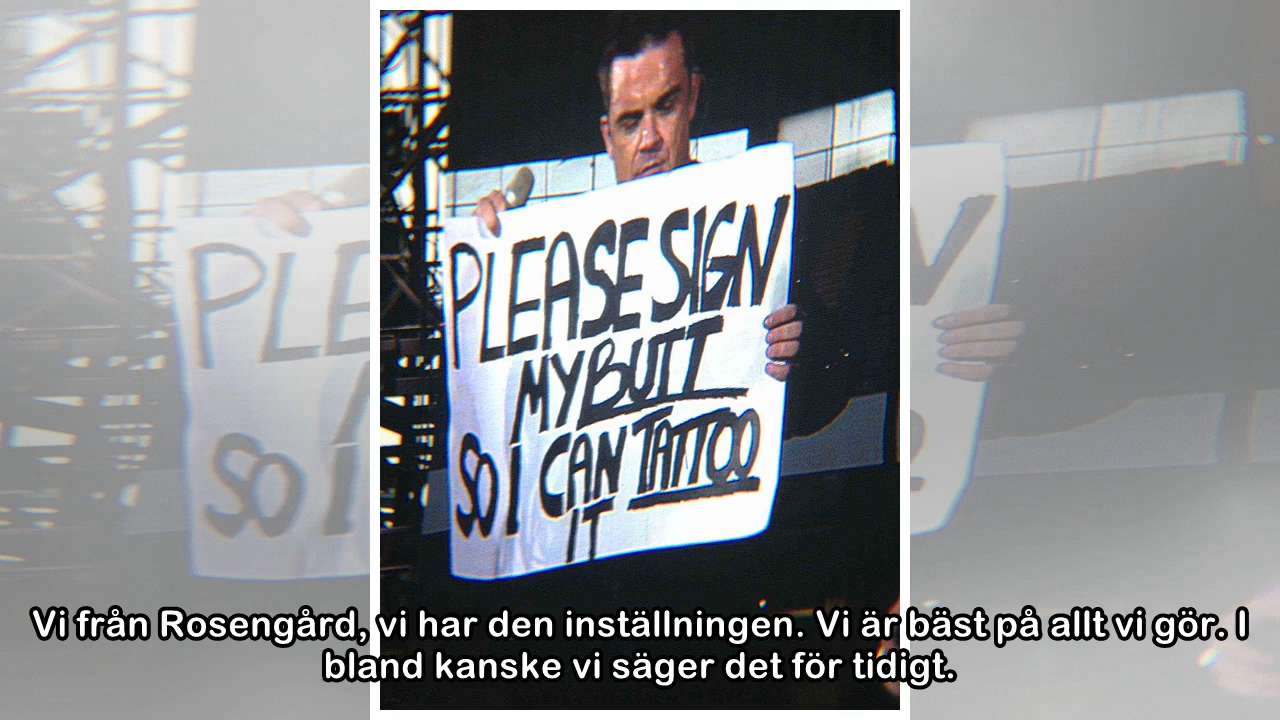 PLEASE SIGN
MY BUTT
SO I CAN TATTOO
IT
Vi från Rosengård, vi har den inställningen. Vi är bäst på allt vi gör. I
bland kanske vi säger det för tidigt.